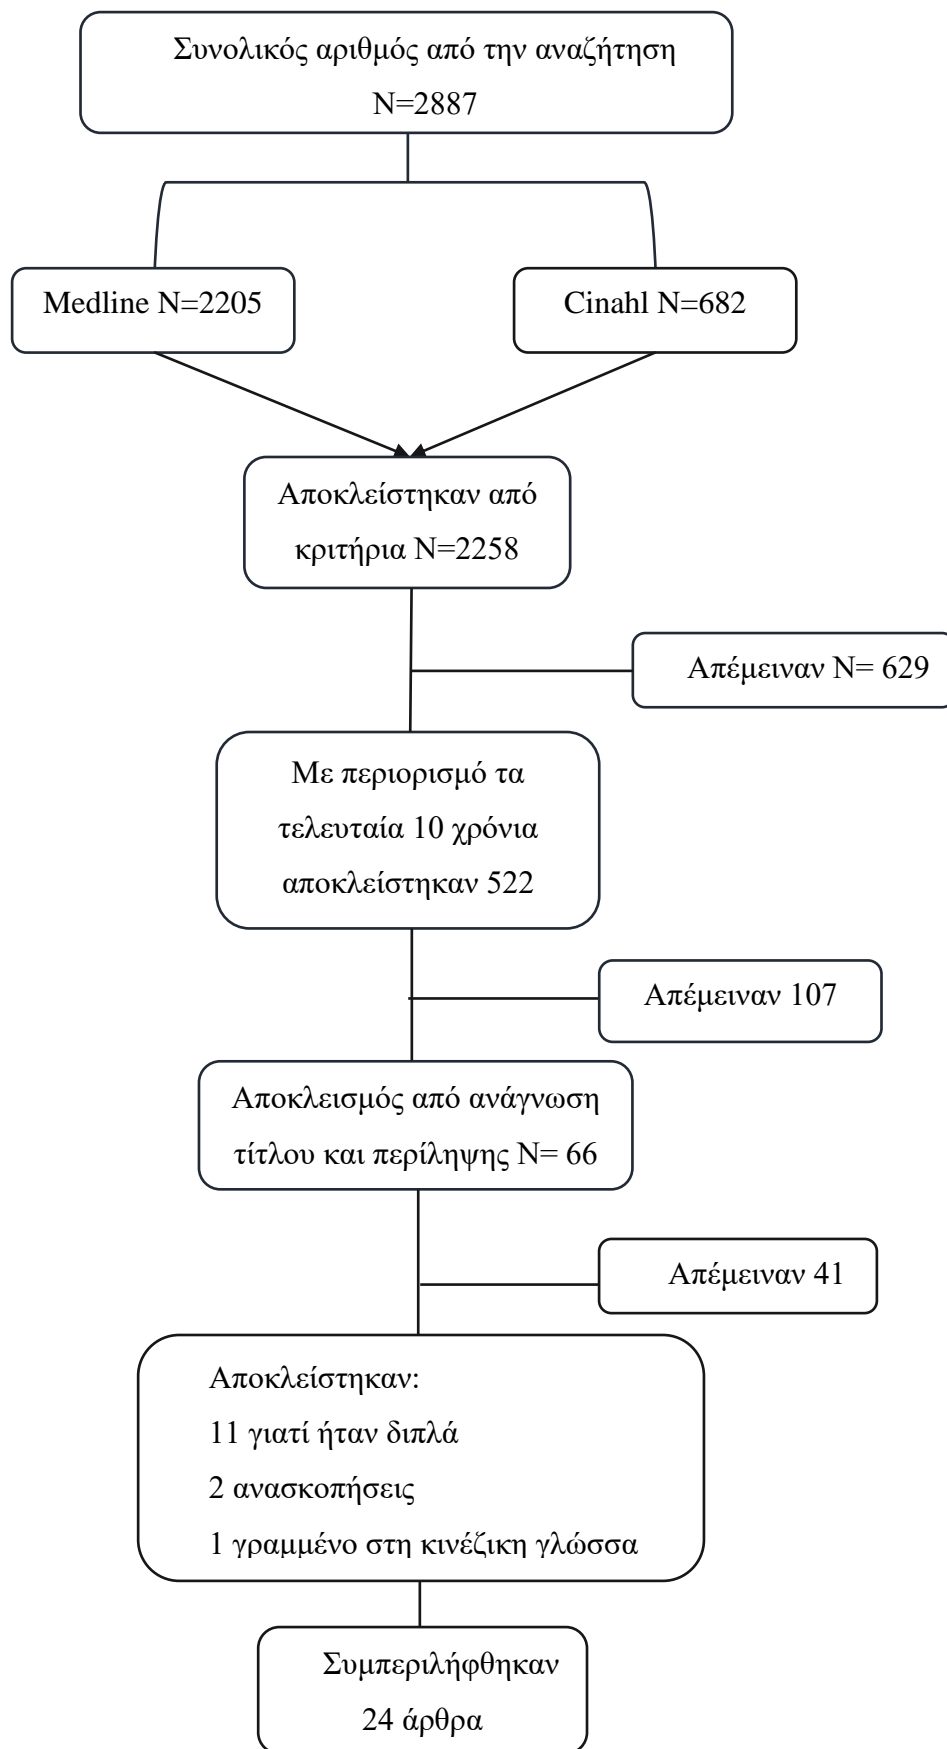 Συνολικός αριθμός από την αναζήτηση
N=2887
Medline N=2205
Cinahl N=682
Αποκλείστηκαν από
κριτήρια N=2258
Απέμειναν N= 629
Με περιορισμό τα
τελευταία 10 χρόνια
αποκλείστηκαν 522
Απέμειναν 107
Αποκλεισμός από ανάγνωση
τίτλου και περίληψης N= 66
Απέμειναν 41
Αποκλείστηκαν:
11 γιατί ήταν διπλά
2 ανασκοπήσεις
1 γραμμένο στη κινέζικη γλώσσα
Συμπεριλήφθηκαν
24 άρθρα